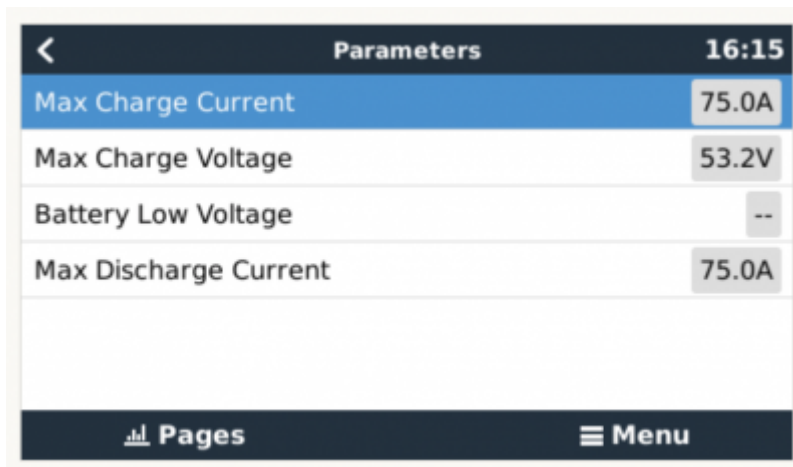 Parameters 16:15
Max Charge Current 75.0A
Max Charge Voltage 53.2V
Battery Low Voltage --
Max Discharge Current 75.0A
Pages Menu